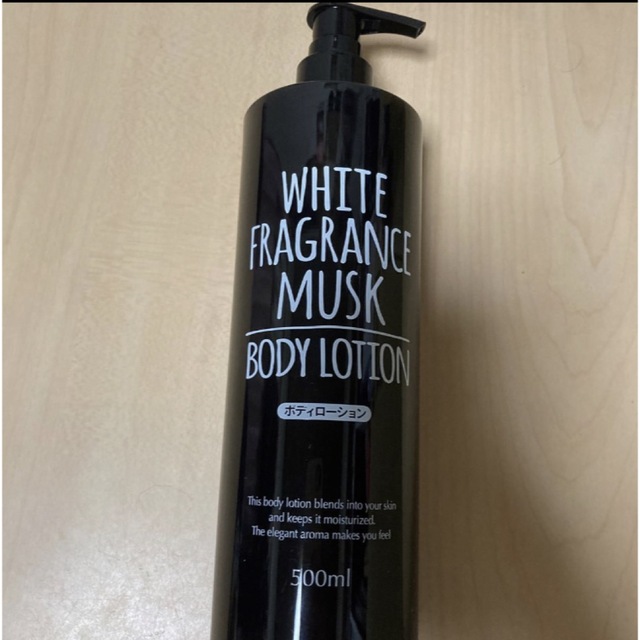 WHITE
FRAGRANCE
MUSK
BODY LOTION
ボディローション
This body lotion blends into your skin
and keeps it moisturized.
The elegant aroma makes you feel
500ml